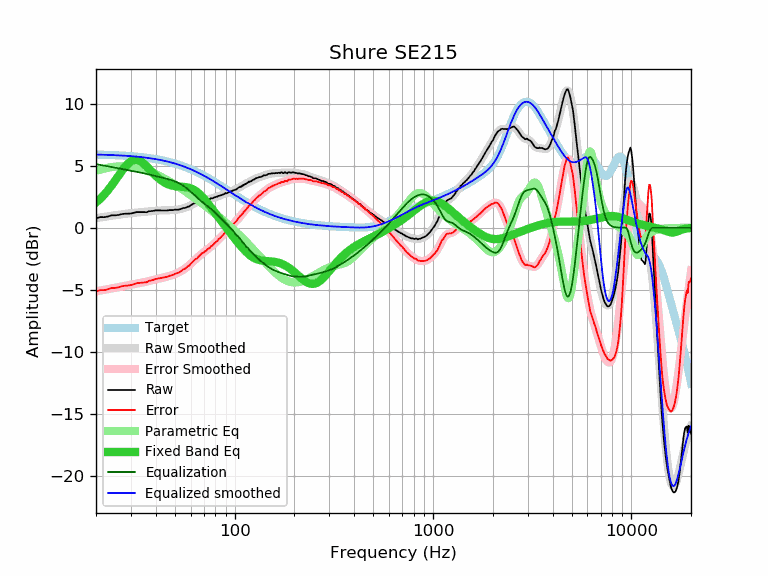 Shure SE215
Amplitude (dBr)
10
5
0
−5
−10
−15
−20
Target
Raw Smoothed
Error Smoothed
Raw
Error
Parametric Eq
Fixed Band Eq
Equalization
Equalized smoothed
100
1000
10000
Frequency (Hz)